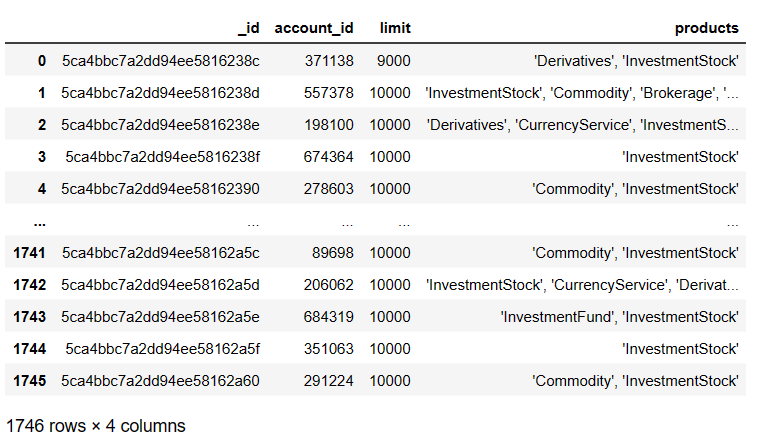 _id account_id limit products
0 5ca4bbc7a2dd94ee5816238c 371138 9000 'Derivatives', 'InvestmentStock'
1 5ca4bbc7a2dd94ee5816238d 557378 10000 'InvestmentStock', 'Commodity', 'Brokerage', '...
2 5ca4bbc7a2dd94ee5816238e 198100 10000 'Derivatives', 'CurrencyService', 'InvestmentS...
3 5ca4bbc7a2dd94ee5816238f 674364 10000 'InvestmentStock'
4 5ca4bbc7a2dd94ee58162390 278603 10000 'Commodity', 'InvestmentStock'
... ... ... ... ...
1741 5ca4bbc7a2dd94ee58162a5c 89698 10000 'Commodity', 'InvestmentStock'
1742 5ca4bbc7a2dd94ee58162a5d 206062 10000 'InvestmentStock', 'CurrencyService', 'Derivat...
1743 5ca4bbc7a2dd94ee58162a5e 684319 10000 'InvestmentFund', 'InvestmentStock'
1744 5ca4bbc7a2dd94ee58162a5f 351063 10000 'InvestmentStock'
1745 5ca4bbc7a2dd94ee58162a60 291224 10000 'Commodity', 'InvestmentStock'
1746 rows × 4 columns